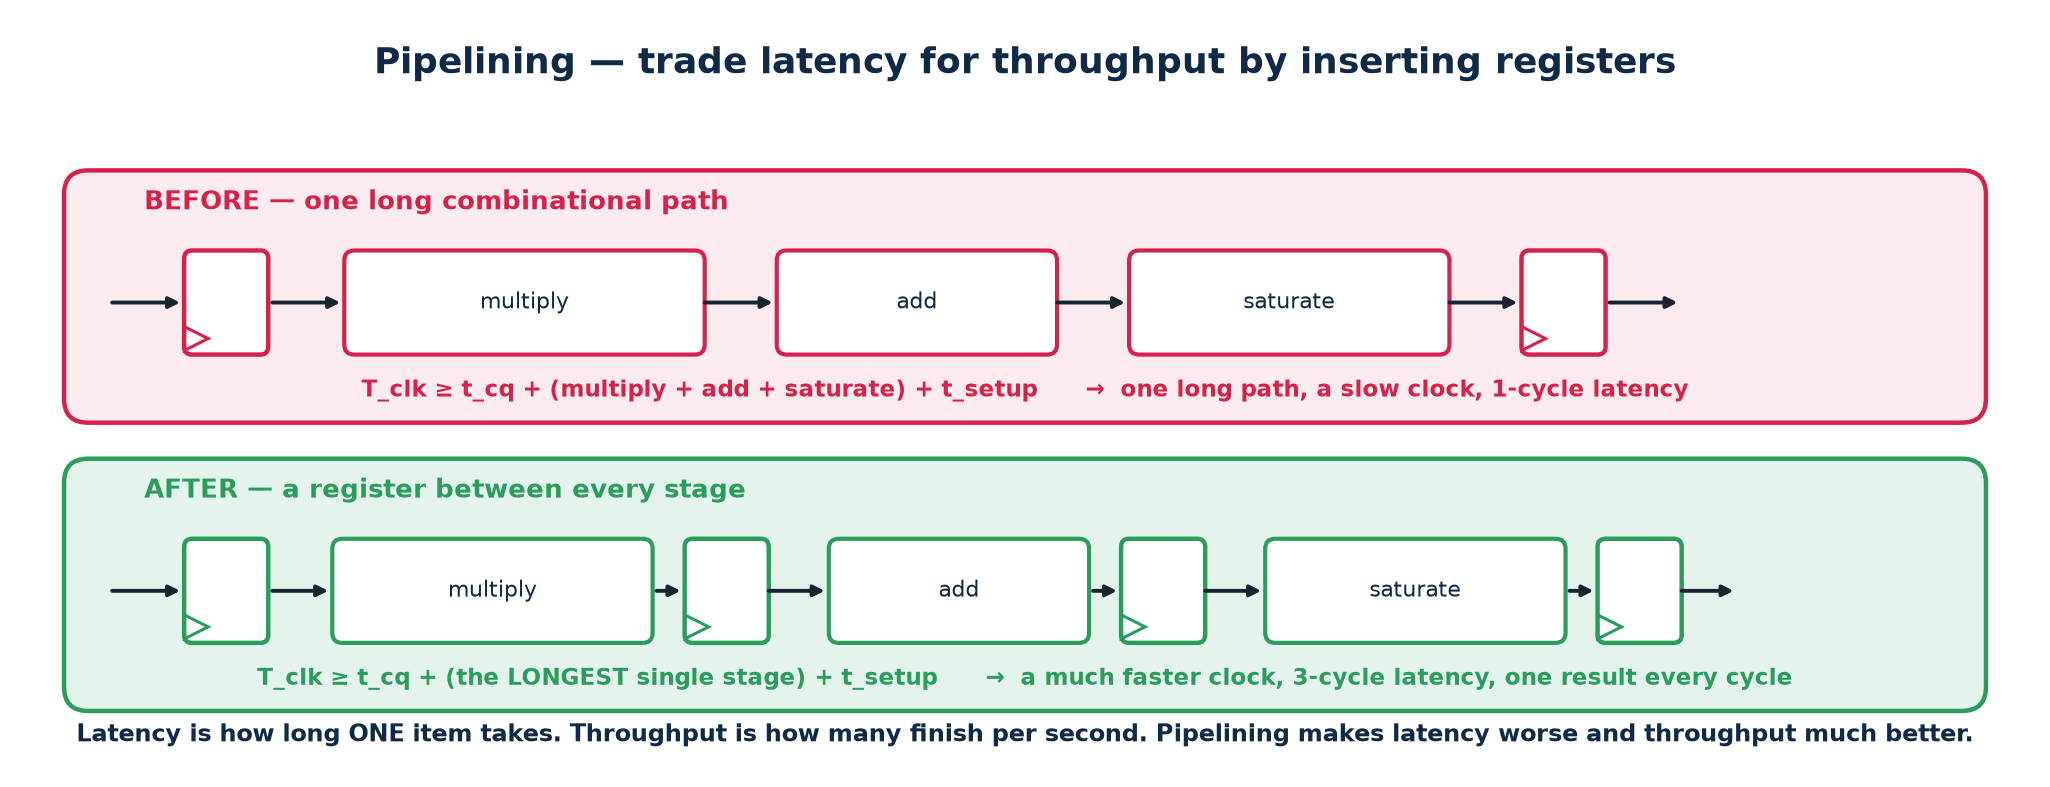 Pipelining — trade latency for throughput by inserting registers
BEFORE — one long combinational path
multiply
add
saturate
T_clk ≥ t_cq + (multiply + add + saturate) + t_setup → one long path, a slow clock, 1-cycle latency
AFTER — a register between every stage
multiply
add
saturate
T_clk ≥ t_cq + (the LONGEST single stage) + t_setup → a much faster clock, 3-cycle latency, one result every cycle
Latency is how long ONE item takes. Throughput is how many finish per second. Pipelining makes latency worse and throughput much better.